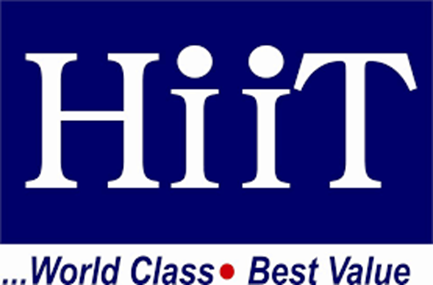 HiiT
...World Class• Best Value